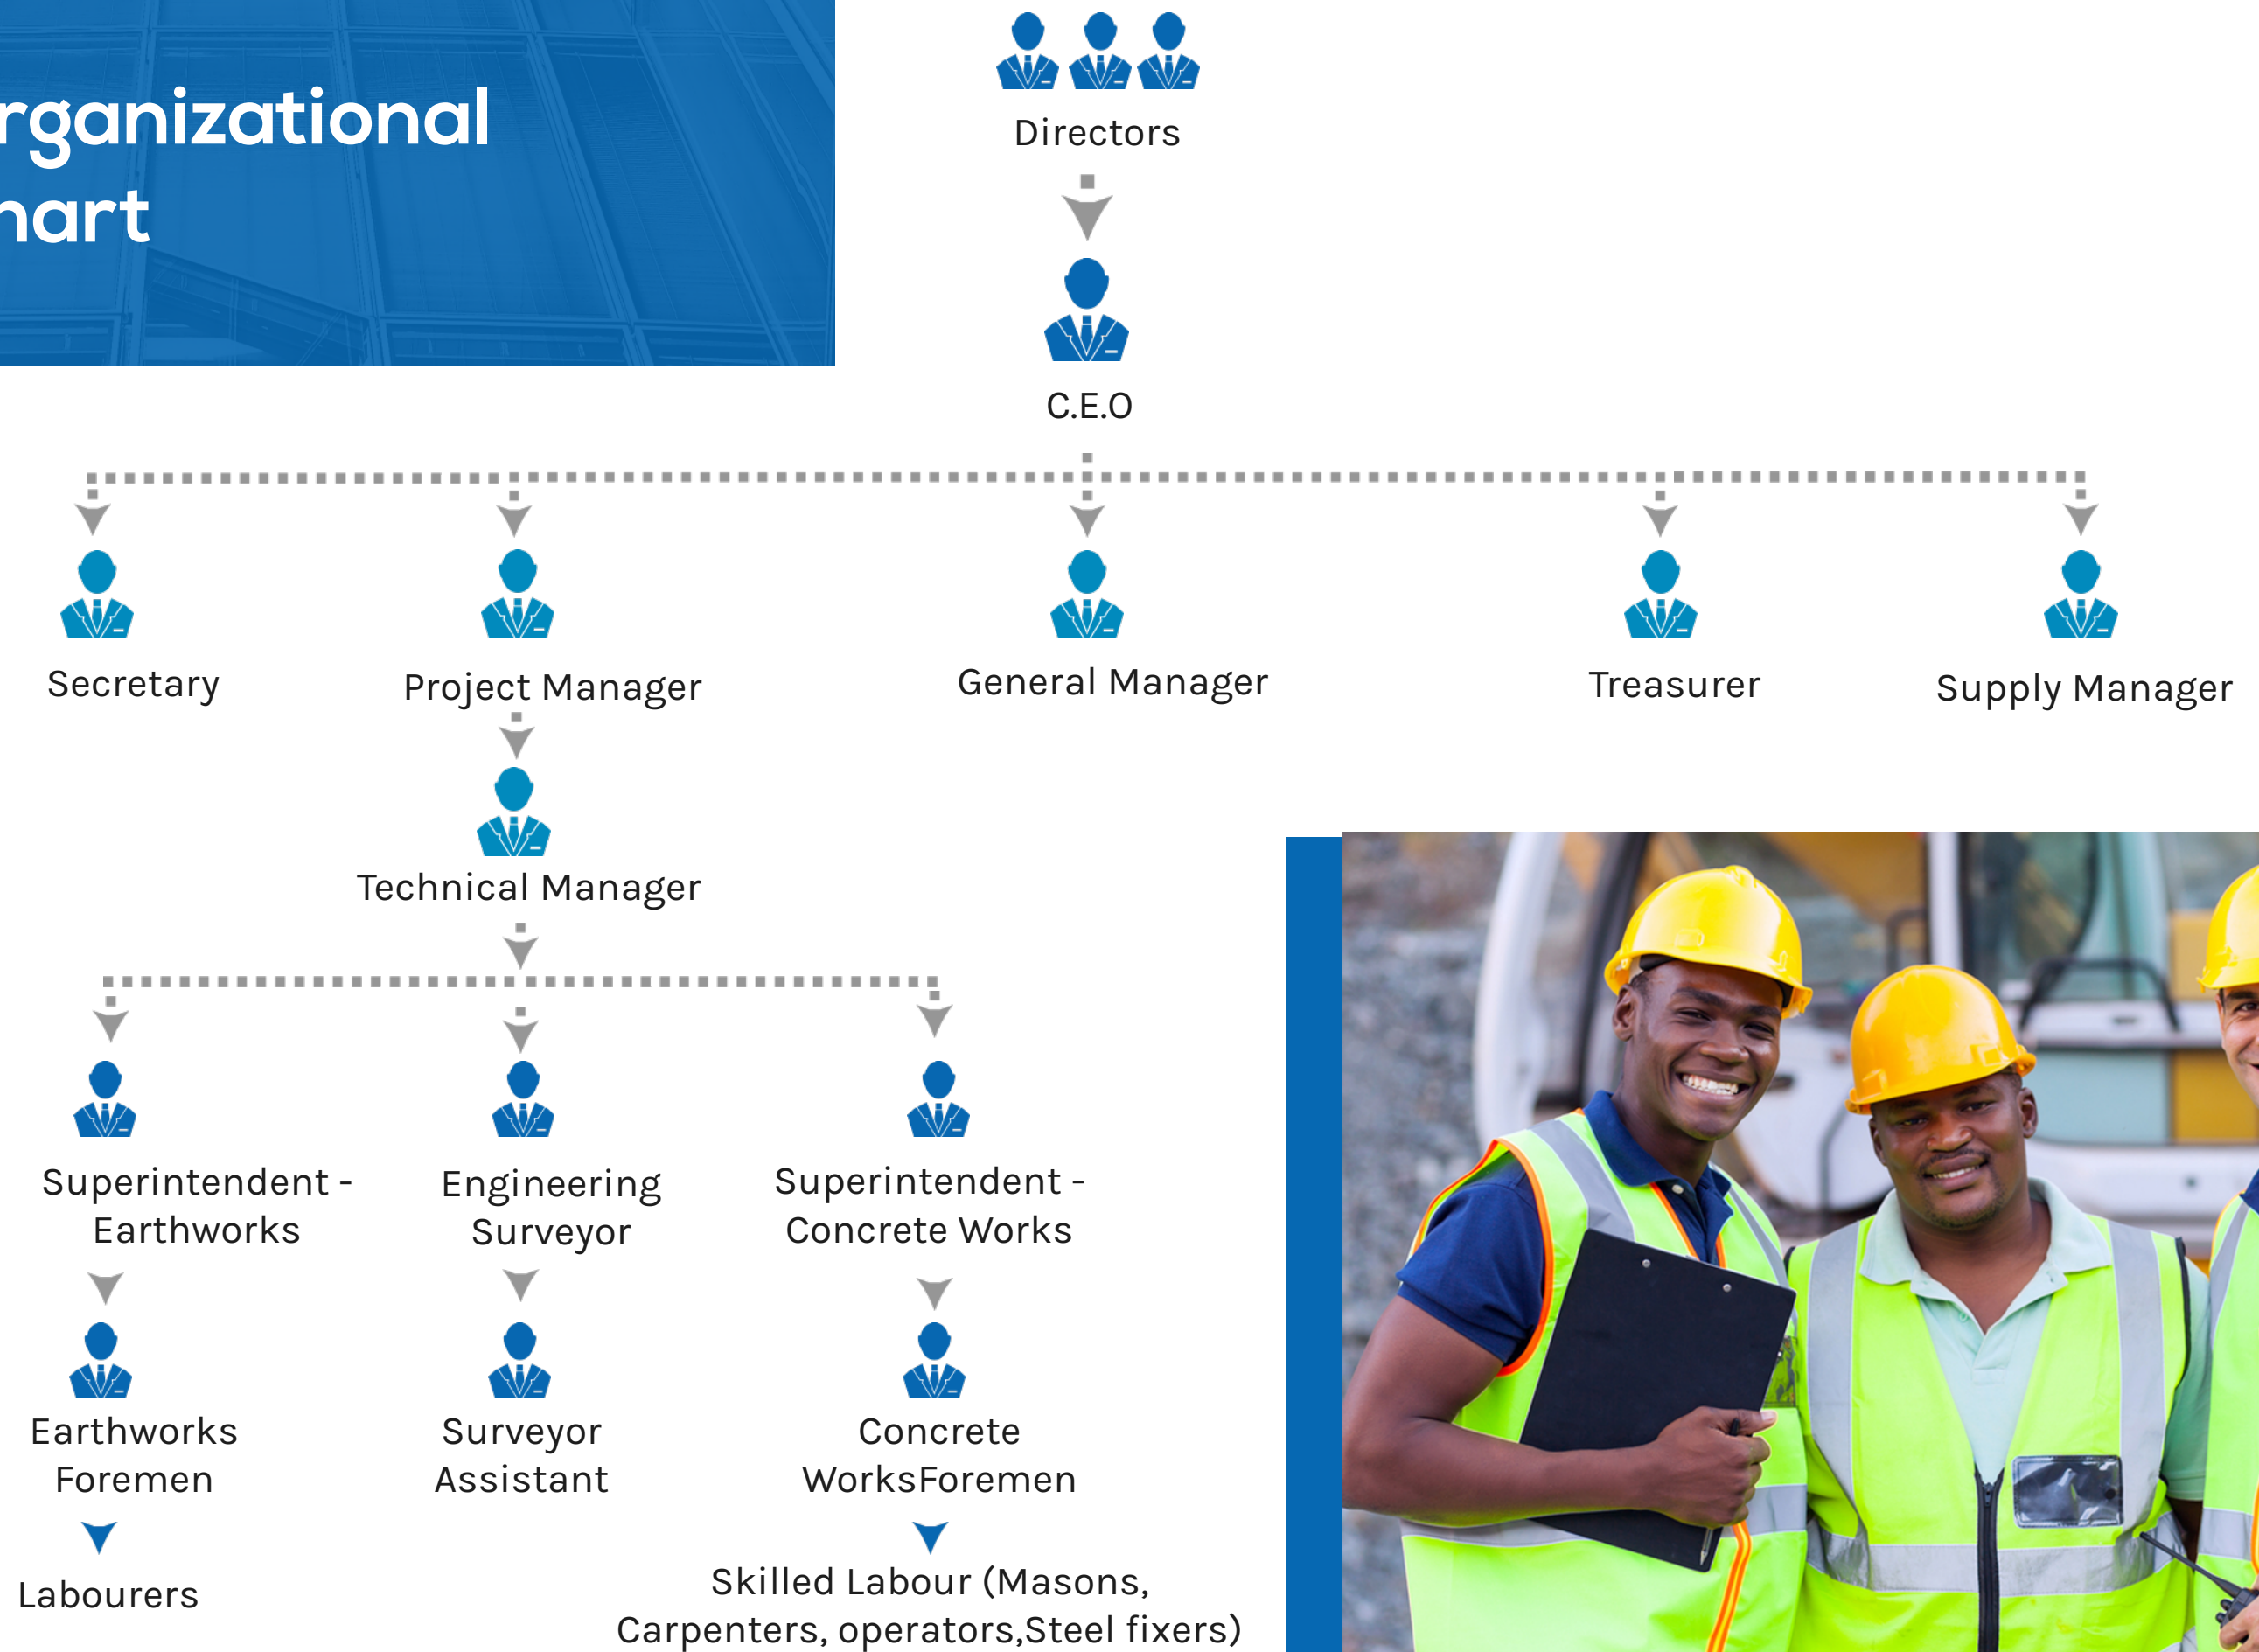 rganizational
hart
Directors
C.E.O
Secretary
Project Manager
General Manager
Treasurer
Supply Manager
Technical Manager
Superintendent -
Earthworks
Engineering
Surveyor
Superintendent -
Concrete Works
Earthworks
Foremen
Surveyor
Assistant
Concrete
WorksForemen
Labourers
Skilled Labour (Masons,
Carpenters, operators,Steel fixers)